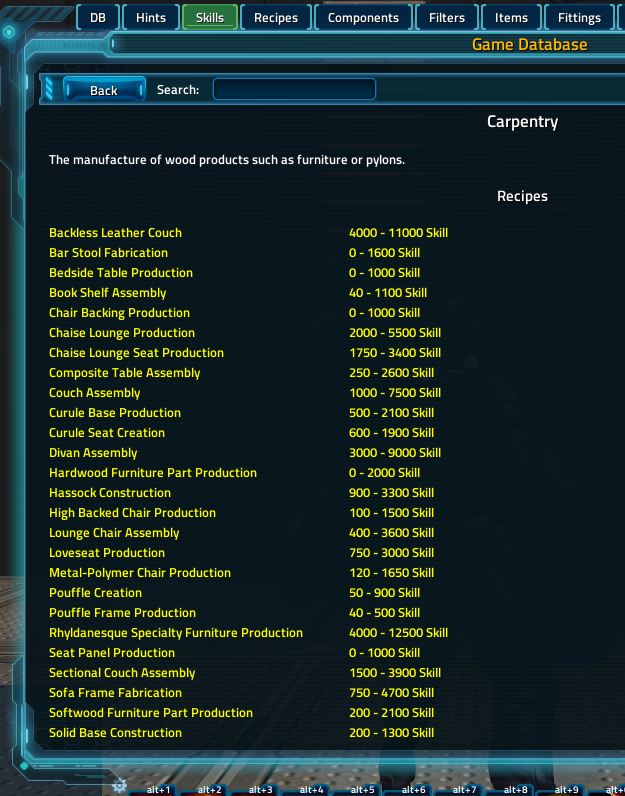 DB Hints Skills Recipes Components Filters Items Fittings
Game Database
Back Search:
Carpentry
The manufacture of wood products such as furniture or pylons.
Recipes
Backless Leather Couch 4000 - 11000 Skill
Bar Stool Fabrication 0 - 1600 Skill
Bedside Table Production 0 - 1000 Skill
Book Shelf Assembly 40 - 1100 Skill
Chair Backing Production 0 - 1000 Skill
Chaise Lounge Production 2000 - 5500 Skill
Chaise Lounge Seat Production 1750 - 3400 Skill
Composite Table Assembly 250 - 2600 Skill
Couch Assembly 1000 - 7500 Skill
Curule Base Production 500 - 2100 Skill
Curule Seat Creation 600 - 1900 Skill
Divan Assembly 3000 - 9000 Skill
Hardwood Furniture Part Production 0 - 2000 Skill
Hassock Construction 900 - 3300 Skill
High Backed Chair Production 100 - 1500 Skill
Lounge Chair Assembly 400 - 3600 Skill
Loveseat Production 750 - 3000 Skill
Metal-Polymer Chair Production 120 - 1650 Skill
Pouffle Creation 50 - 900 Skill
Pouffle Frame Production 40 - 500 Skill
Rhyldanesque Specialty Furniture Production 4000 - 12500 Skill
Seat Panel Production 0 - 1000 Skill
Sectional Couch Assembly 1500 - 3900 Skill
Sofa Frame Fabrication 750 - 4700 Skill
Softwood Furniture Part Production 200 - 2100 Skill
Solid Base Construction 200 - 1300 Skill
alt+1 alt+2 alt+3 alt+4 alt+5 alt+6 alt+7 alt+8 alt+9